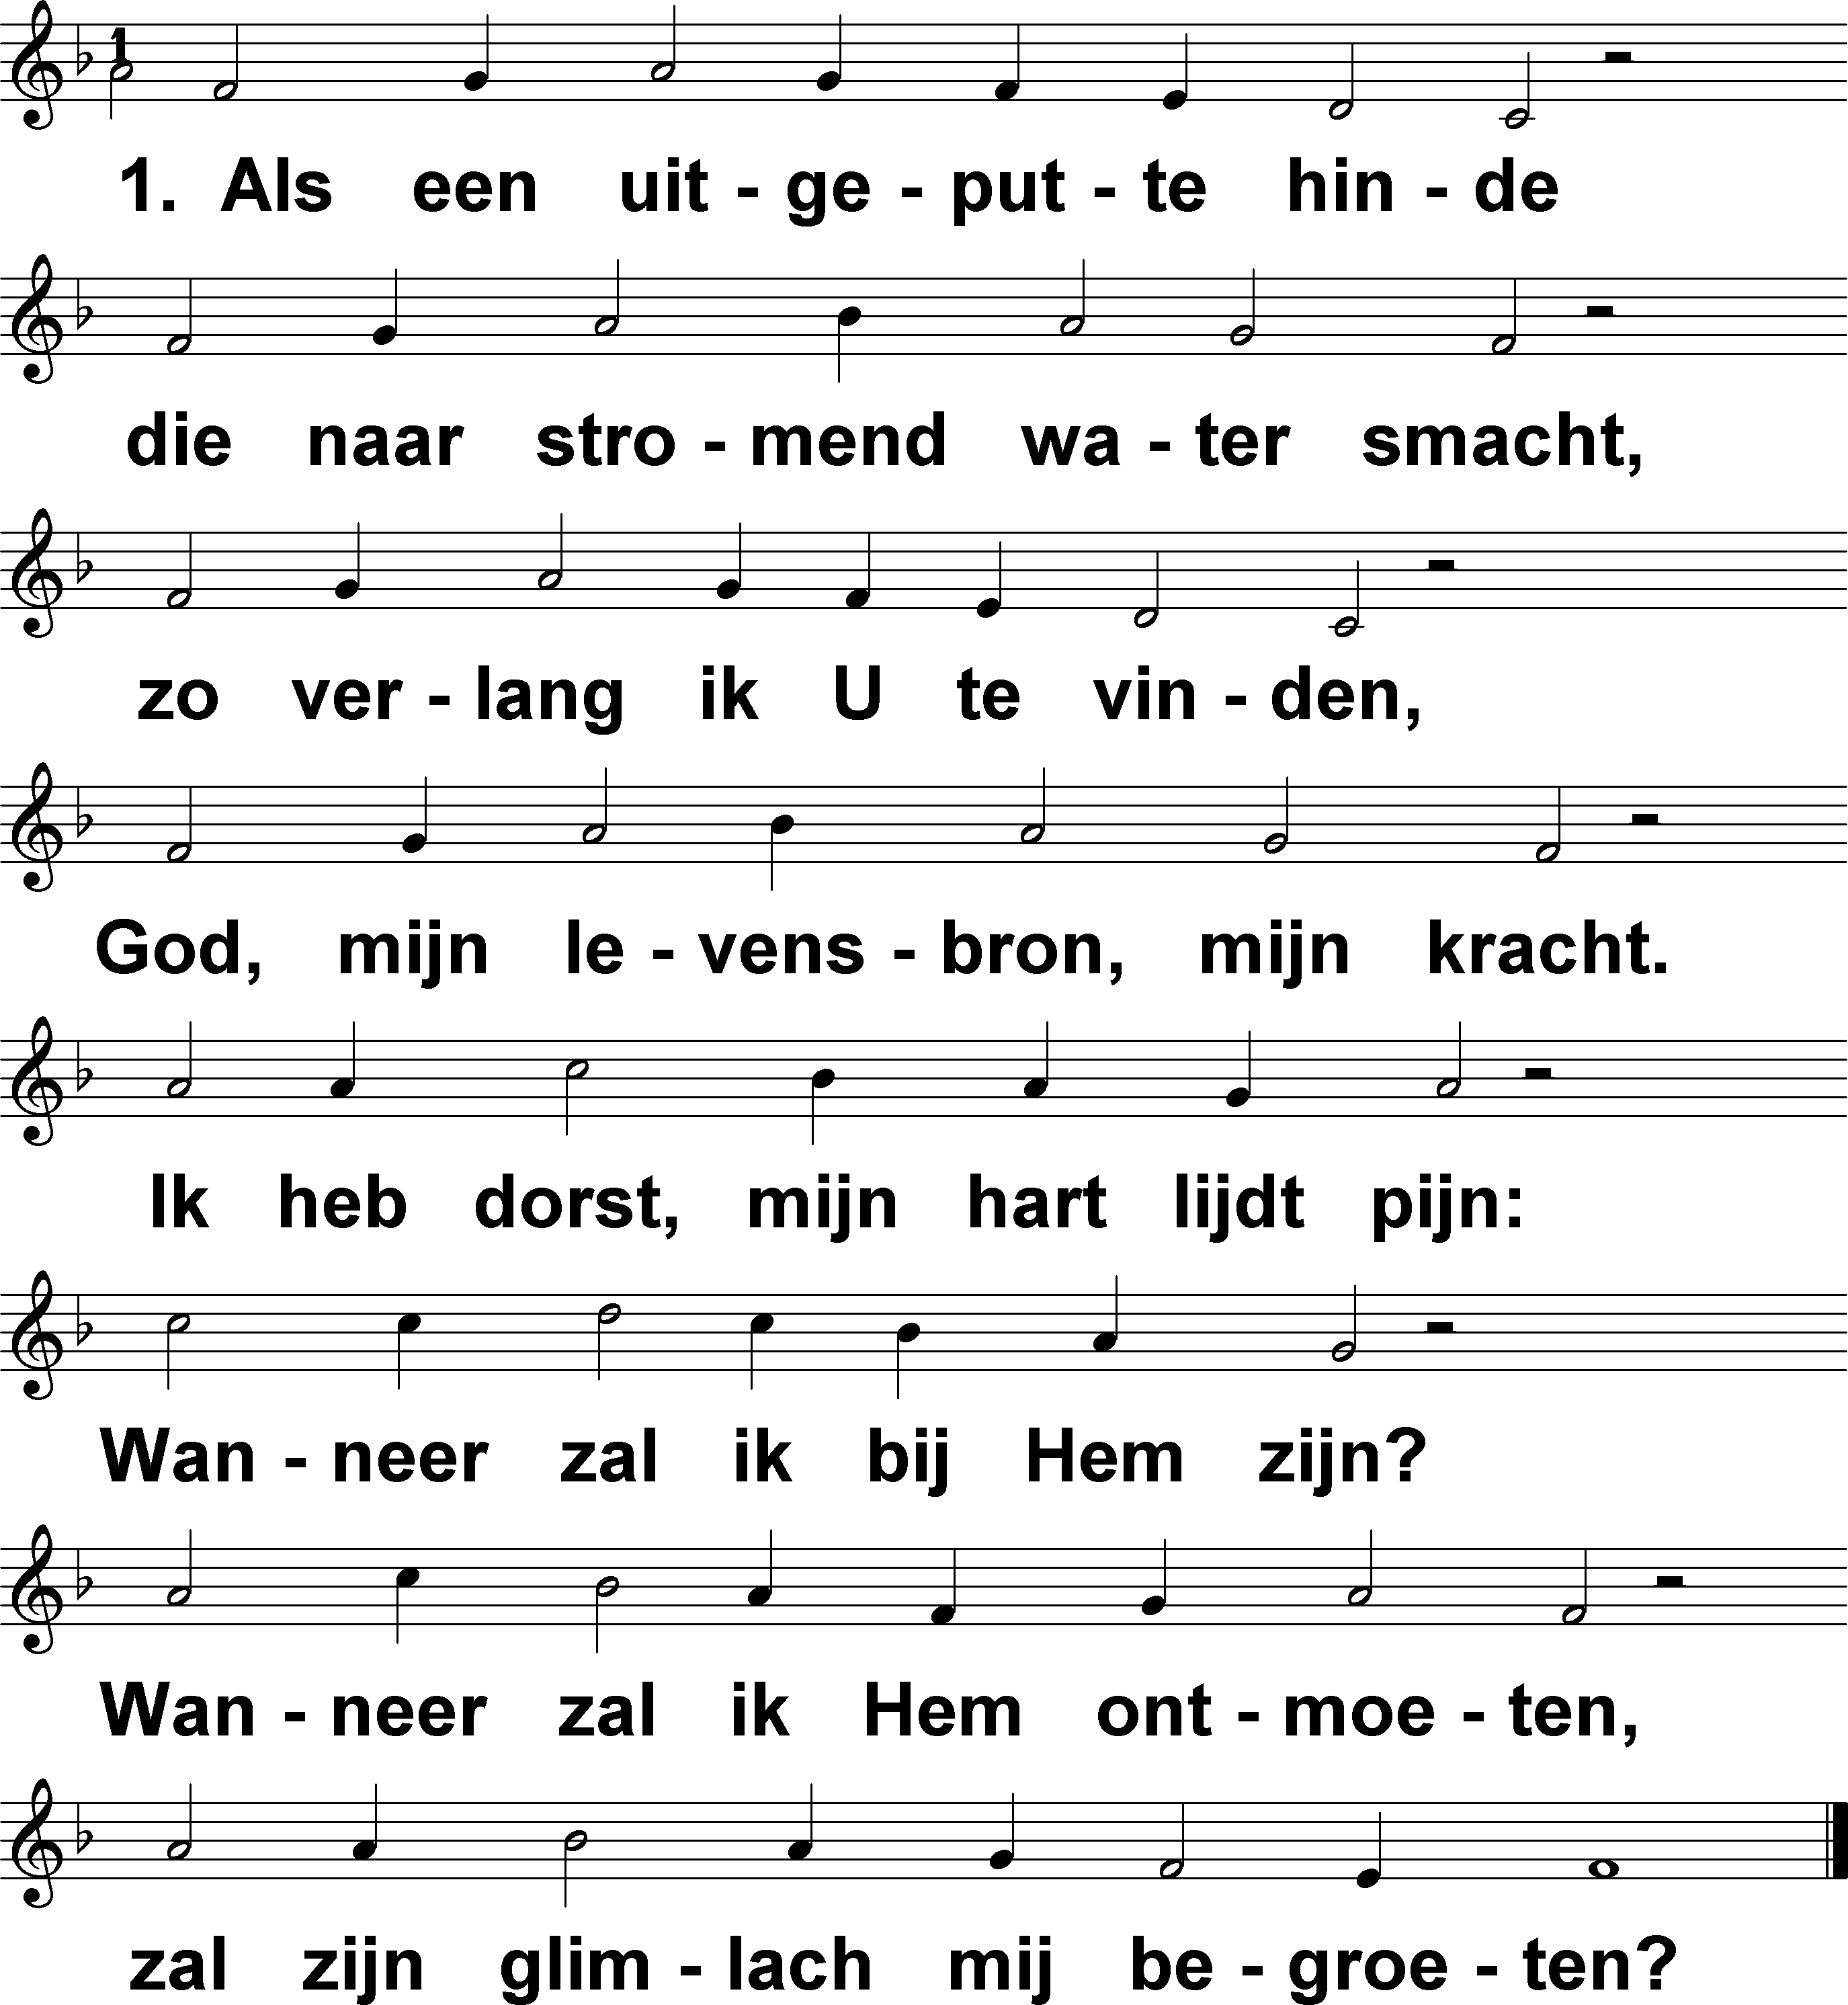 1
1. Als een uit - ge - put - te hin - de
die naar stro - mend wa - ter smacht,
zo ver - lang ik U te vin - den,
God, mijn le - vens - bron, mijn kracht.
Ik heb dorst, mijn hart lijdt pijn:
Wan - neer zal ik bij Hem zijn?
Wan - neer zal ik Hem ont - moe - ten,
zal zijn glim - lach mij be - groe - ten?